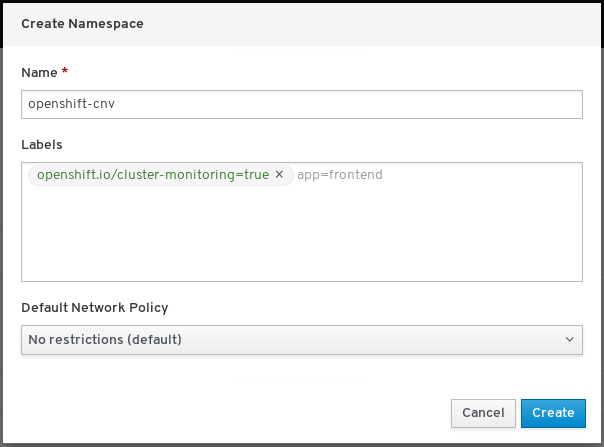 Create Namespace
Name *
openshift-cnv
Labels
openshift.io/cluster-monitoring=true × app=frontend
Default Network Policy
No restrictions (default)
Cancel Create